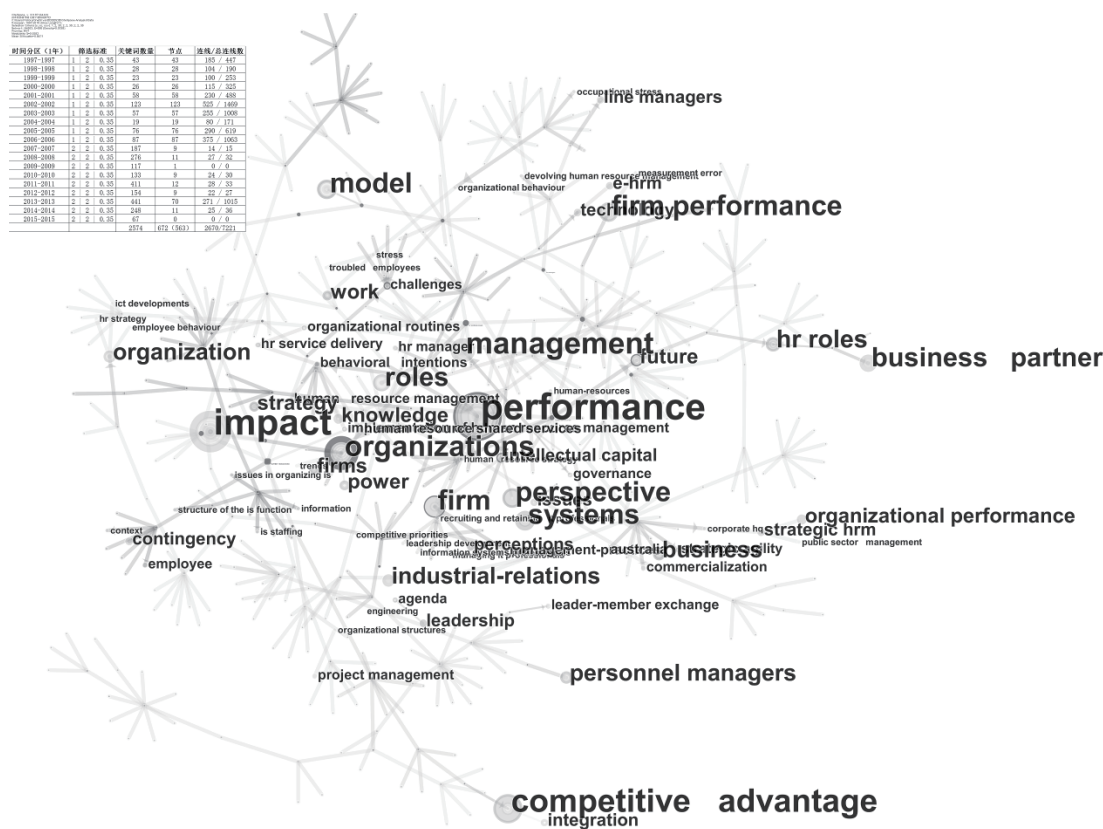 时间分区（1年） 筛选标准 关键词数量 节点 连线/总连线数
1997-1997 1 2 0.35 43 43 185 / 447
1998-1998 1 2 0.35 28 28 104 / 190
1999-1999 1 2 0.35 23 23 100 / 253
2000-2000 1 2 0.35 26 26 115 / 325
2001-2001 1 2 0.35 58 58 230 / 488
2002-2002 1 2 0.35 123 123 525 / 1469
2003-2003 1 2 0.35 57 57 255 / 1008
2004-2004 1 2 0.35 19 19 80 / 171
2005-2005 1 2 0.35 76 76 290 / 619
2006-2006 1 2 0.35 87 87 375 / 1063
2007-2007 2 2 0.35 187 9 14 / 15
2008-2008 2 2 0.35 276 11 27 / 32
2009-2009 2 2 0.35 117 1 0 / 0
2010-2010 2 2 0.35 133 9 24 / 30
2011-2011 2 2 0.35 411 12 28 / 33
2012-2012 2 2 0.35 154 9 22 / 27
2013-2013 2 2 0.35 441 70 271 / 1015
2014-2014 2 2 0.35 248 11 25 / 36
2015-2015 2 2 0.35 67 0 0 / 0
2574 672 (563) 2670/7221
occupational stress
line managers
measurement error
devolving human resource management
model
e-hrm
organizational behaviour
technology
firm performance
stress
troubled employees
challenges
work
ict developments
hr strategy
employee behaviour
organizational routines
hr roles
hr service delivery
hr manager
management
organization
future
business partner
behavioral intentions
roles
human-resources
human resource management
strategy
knowledge
performance
impact
human resource shared services
management
organizations
intellectual capital
trends
firms
human resource strategy
issues in organizing is
governance
power
perspective
firm
issues
structure of the is function
information
systems
recruiting and retaining
organizational performance
context
is staffing
corporate hq
strategic hrm
contingency
competitive priorities
perceptions
public sector management
leadership
management-australia
business
strategic agility
information systems
managing it professionals
employee
commercialization
industrial-relations
agenda
leader-member exchange
engineering
leadership
organizational structures
project management
personnel managers
competitive advantage
integration